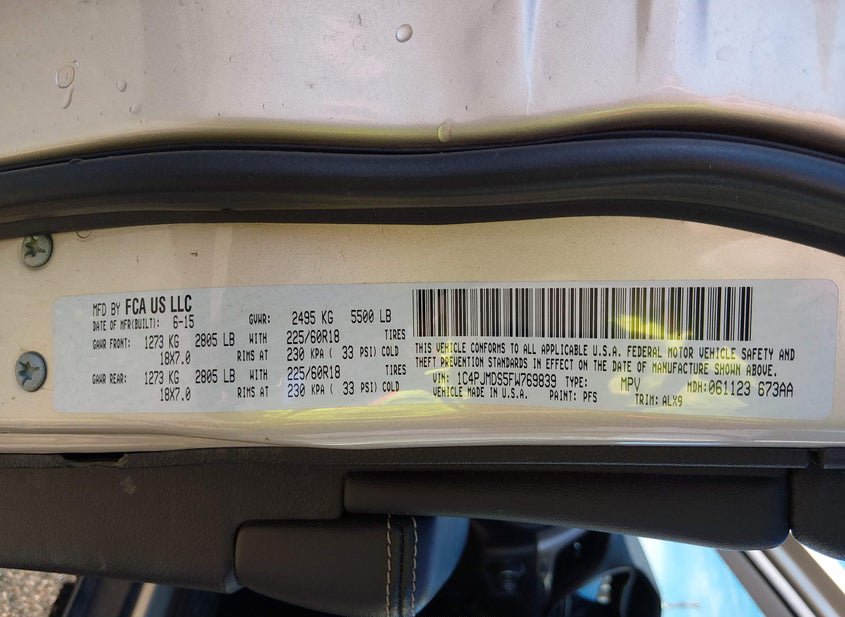 MFD BY FCA US LLC
DATE OF MFR(BUILT): 6-15 GVWR: 2495 KG 5500 LB
GAWR FRONT: 1273 KG 2805 LB WITH 225/60R18 TIRES
18X7.0 RIMS AT 230 KPA ( 33 PSI) COLD
GAWR REAR: 1273 KG 2805 LB WITH 225/60R18 TIRES
18X7.0 RIMS AT 230 KPA ( 33 PSI) COLD
THIS VEHICLE CONFORMS TO ALL APPLICABLE U.S.A. FEDERAL MOTOR VEHICLE SAFETY AND
THEFT PREVENTION STANDARDS IN EFFECT ON THE DATE OF MANUFACTURE SHOWN ABOVE.
VIN: 1C4PJMDS5FW769839 TYPE: MPV MDH: 061123 673AA
VEHICLE MADE IN U.S.A. PAINT: PFS TRIM: ALX9